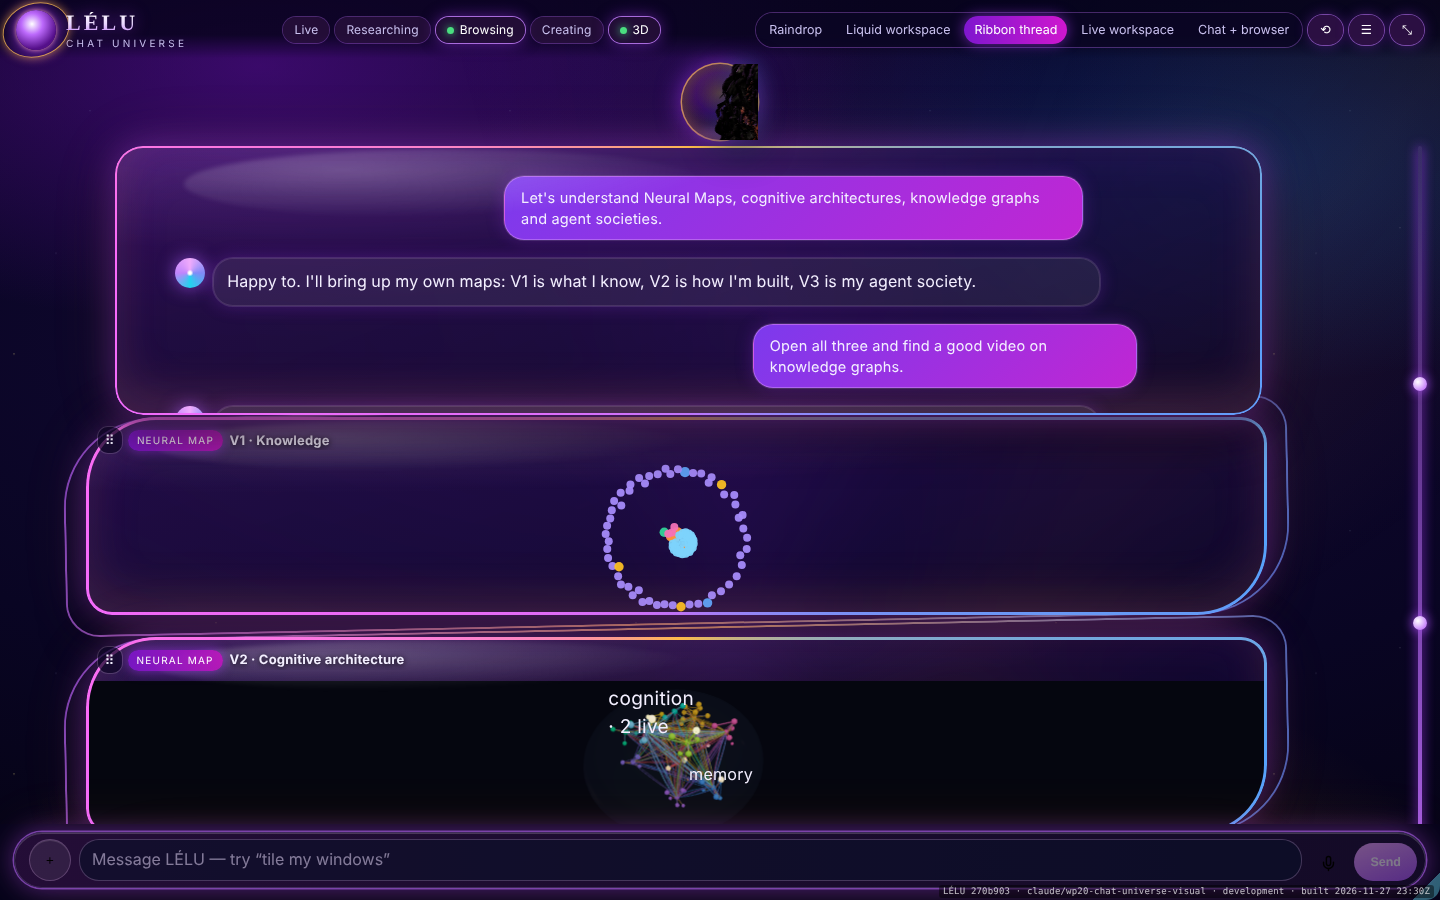 LÉLU
CHAT UNIVERSE
Live
Researching
Browsing
Creating
3D
Raindrop
Liquid workspace
Ribbon thread
Live workspace
Chat + browser
Let's understand Neural Maps, cognitive architectures, knowledge graphs
and agent societies.
Happy to. I'll bring up my own maps: V1 is what I know, V2 is how I'm built, V3 is my agent society.
Open all three and find a good video on
knowledge graphs.
NEURAL MAP
V1 · Knowledge
NEURAL MAP
V2 · Cognitive architecture
cognition
· 2 live
memory
+
Message LÉLU — try “tile my windows”
Send
LÉLU 270b903 · claude/wp20-chat-universe-visual · development · built 2026-11-27 23:30Z